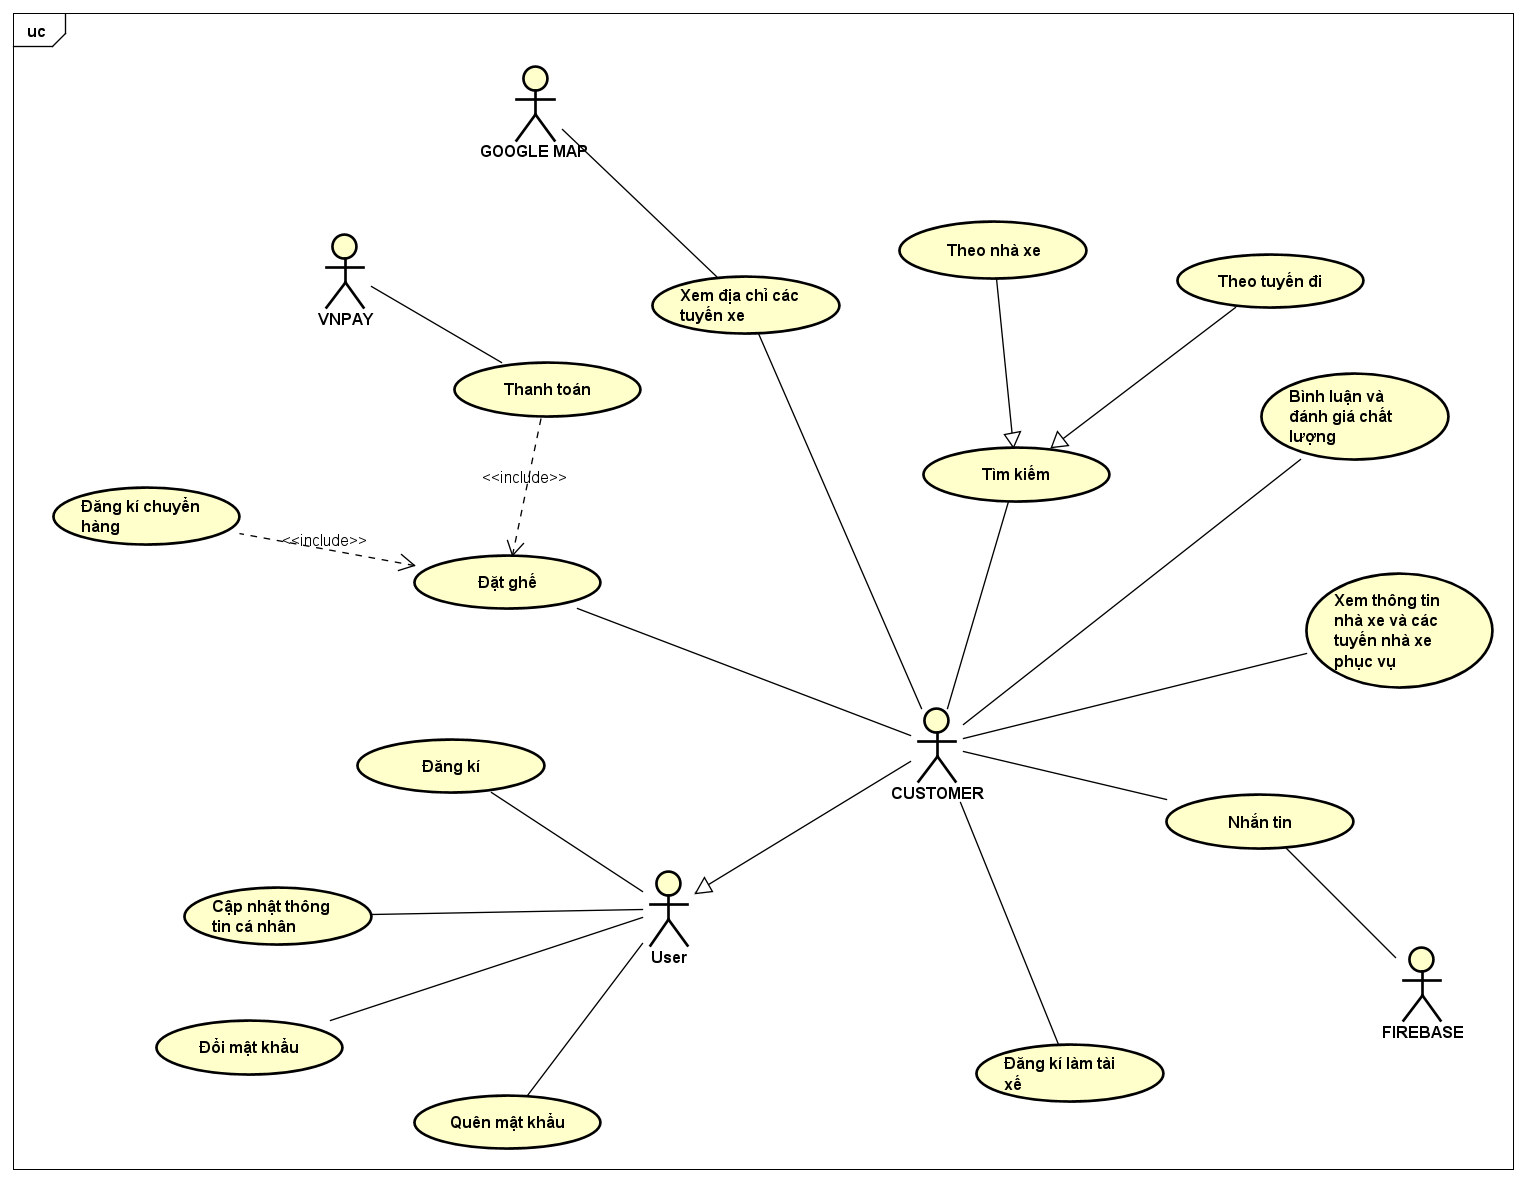 uc
GOOGLE MAP
VNPAY
Theo nhà xe
Theo tuyến đi
Xem địa chỉ các
tuyến xe
Thanh toán
Bình luận và
đánh giá chất
lượng
Tìm kiếm
<<include>>
Đăng kí chuyển
hàng
<<include>>
Đặt ghế
Xem thông tin
nhà xe và các
tuyến nhà xe
phục vụ
Đăng kí
CUSTOMER
Nhắn tin
Cập nhật thông
tin cá nhân
User
Đổi mật khẩu
FIREBASE
Đăng kí làm tài
xế
Quên mật khẩu